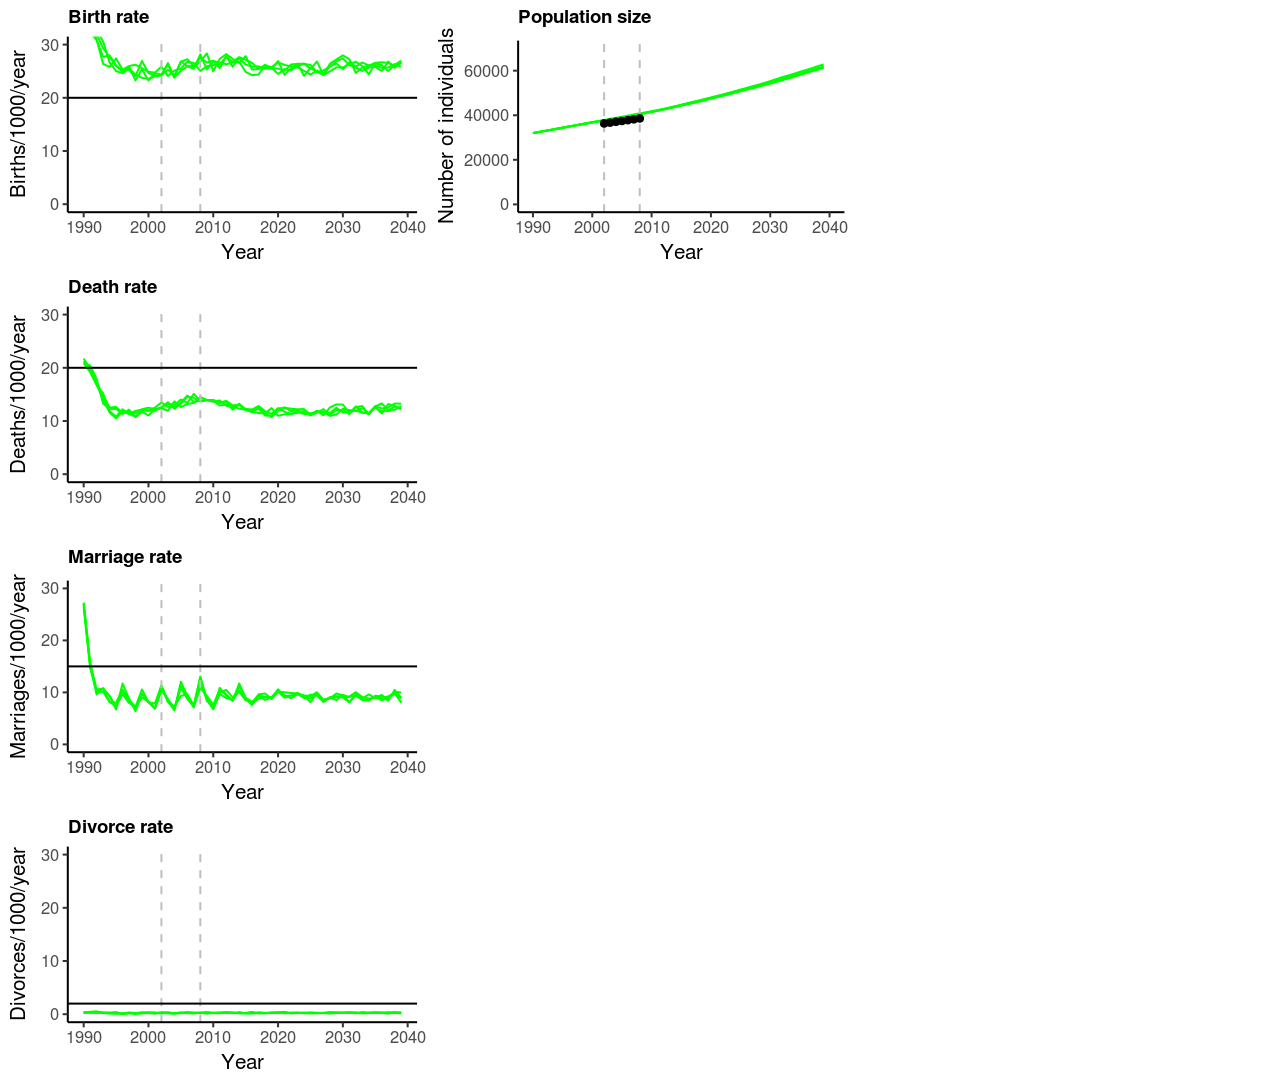 Birth rate
Births/1000/year
30
20
10
0
1990 2000 2010 2020 2030 2040
Year
Population size
Number of individuals
60000
40000
20000
0
1990 2000 2010 2020 2030 2040
Year
Death rate
Deaths/1000/year
30
20
10
0
1990 2000 2010 2020 2030 2040
Year
Marriage rate
Marriages/1000/year
30
20
10
0
1990 2000 2010 2020 2030 2040
Year
Divorce rate
Divorces/1000/year
30
20
10
0
1990 2000 2010 2020 2030 2040
Year